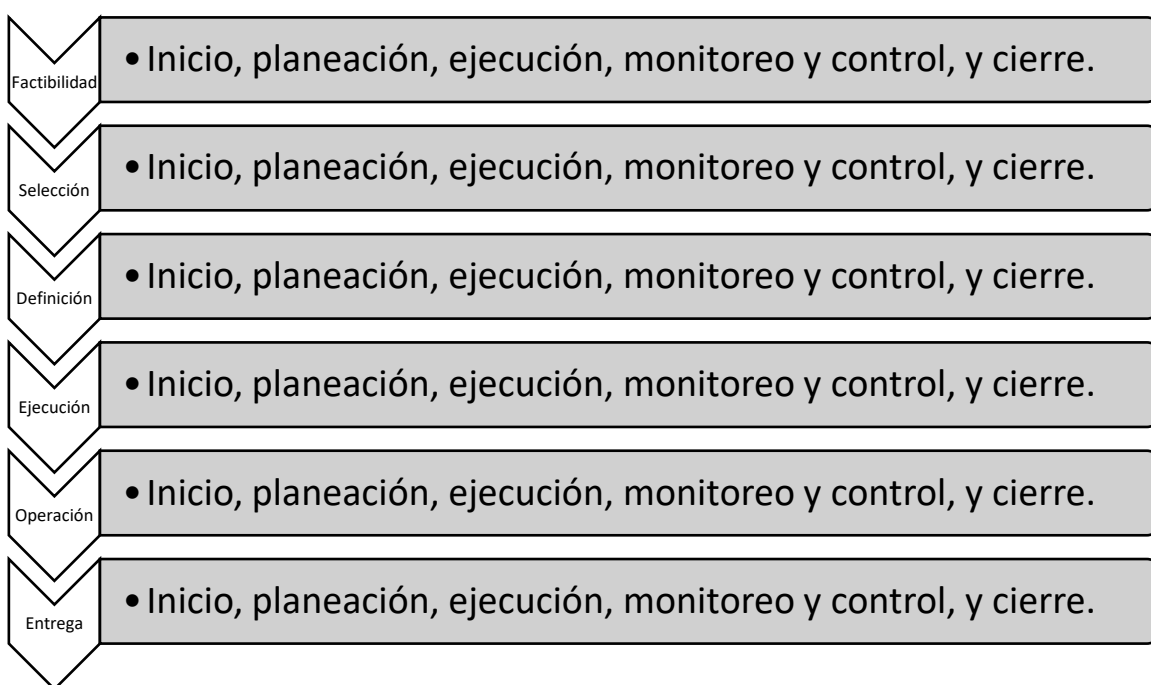 Factibilidad
• Inicio, planeación, ejecución, monitoreo y control, y cierre.
Selección
• Inicio, planeación, ejecución, monitoreo y control, y cierre.
Definición
• Inicio, planeación, ejecución, monitoreo y control, y cierre.
Ejecución
• Inicio, planeación, ejecución, monitoreo y control, y cierre.
Operación
• Inicio, planeación, ejecución, monitoreo y control, y cierre.
Entrega
• Inicio, planeación, ejecución, monitoreo y control, y cierre.